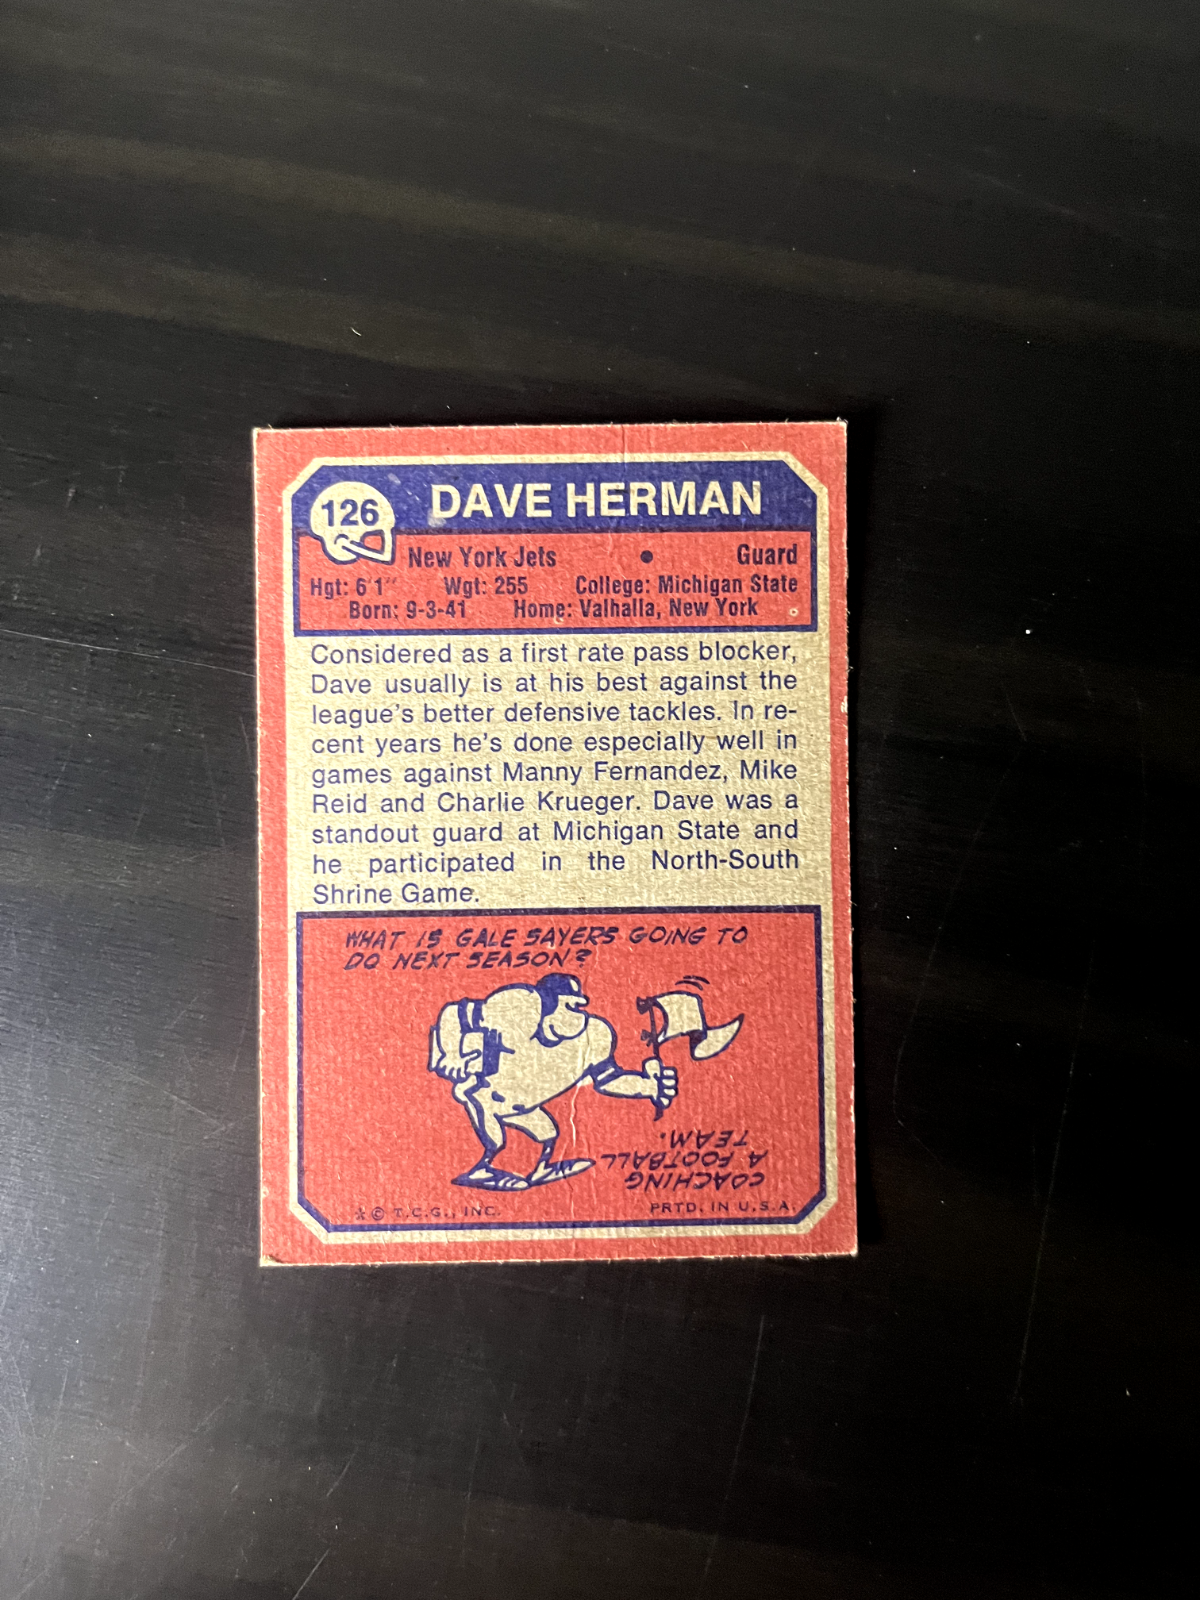 126
DAVE HERMAN
New York Jets • Guard
Hgt: 6'1" Wgt: 255 College: Michigan State
Born: 9-3-41 Home: Valhalla, New York
Considered as a first rate pass blocker,
Dave usually is at his best against the
league's better defensive tackles. In re-
cent years he's done especially well in
games against Manny Fernandez, Mike
Reid and Charlie Krueger. Dave was a
standout guard at Michigan State and
he participated in the North-South
Shrine Game.
WHAT IS GALE SAYERS GOING TO
DO NEXT SEASON?
COACHING
A FOOTBALL
TEAM.
* © T.C.G., INC. PRTD. IN U.S.A.